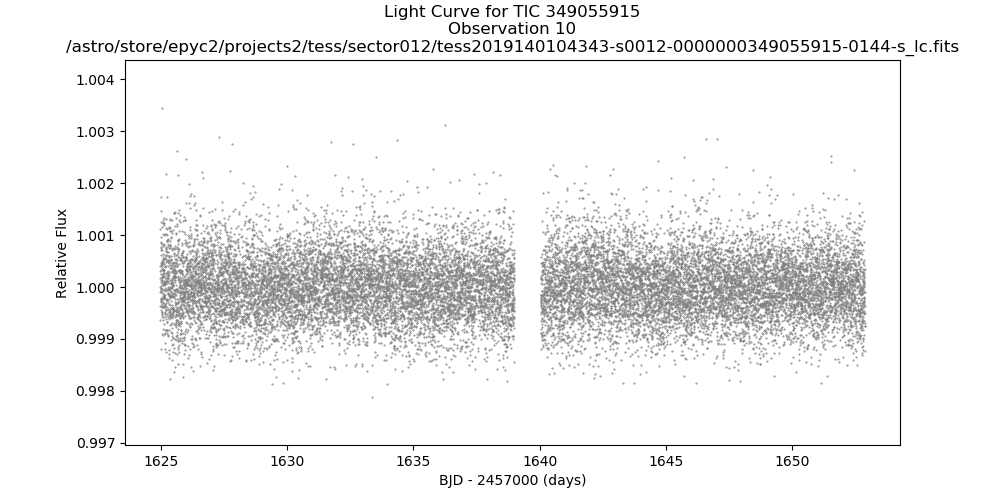 Light Curve for TIC 349055915
Observation 10
/astro/store/epyc2/projects2/tess/sector012/tess2019140104343-s0012-0000000349055915-0144-s_lc.fits
1.004
1.003
1.002
1.001
1.000
0.999
0.998
0.997
Relative Flux
1625
1630
1635
1640
1645
1650
BJD - 2457000 (days)